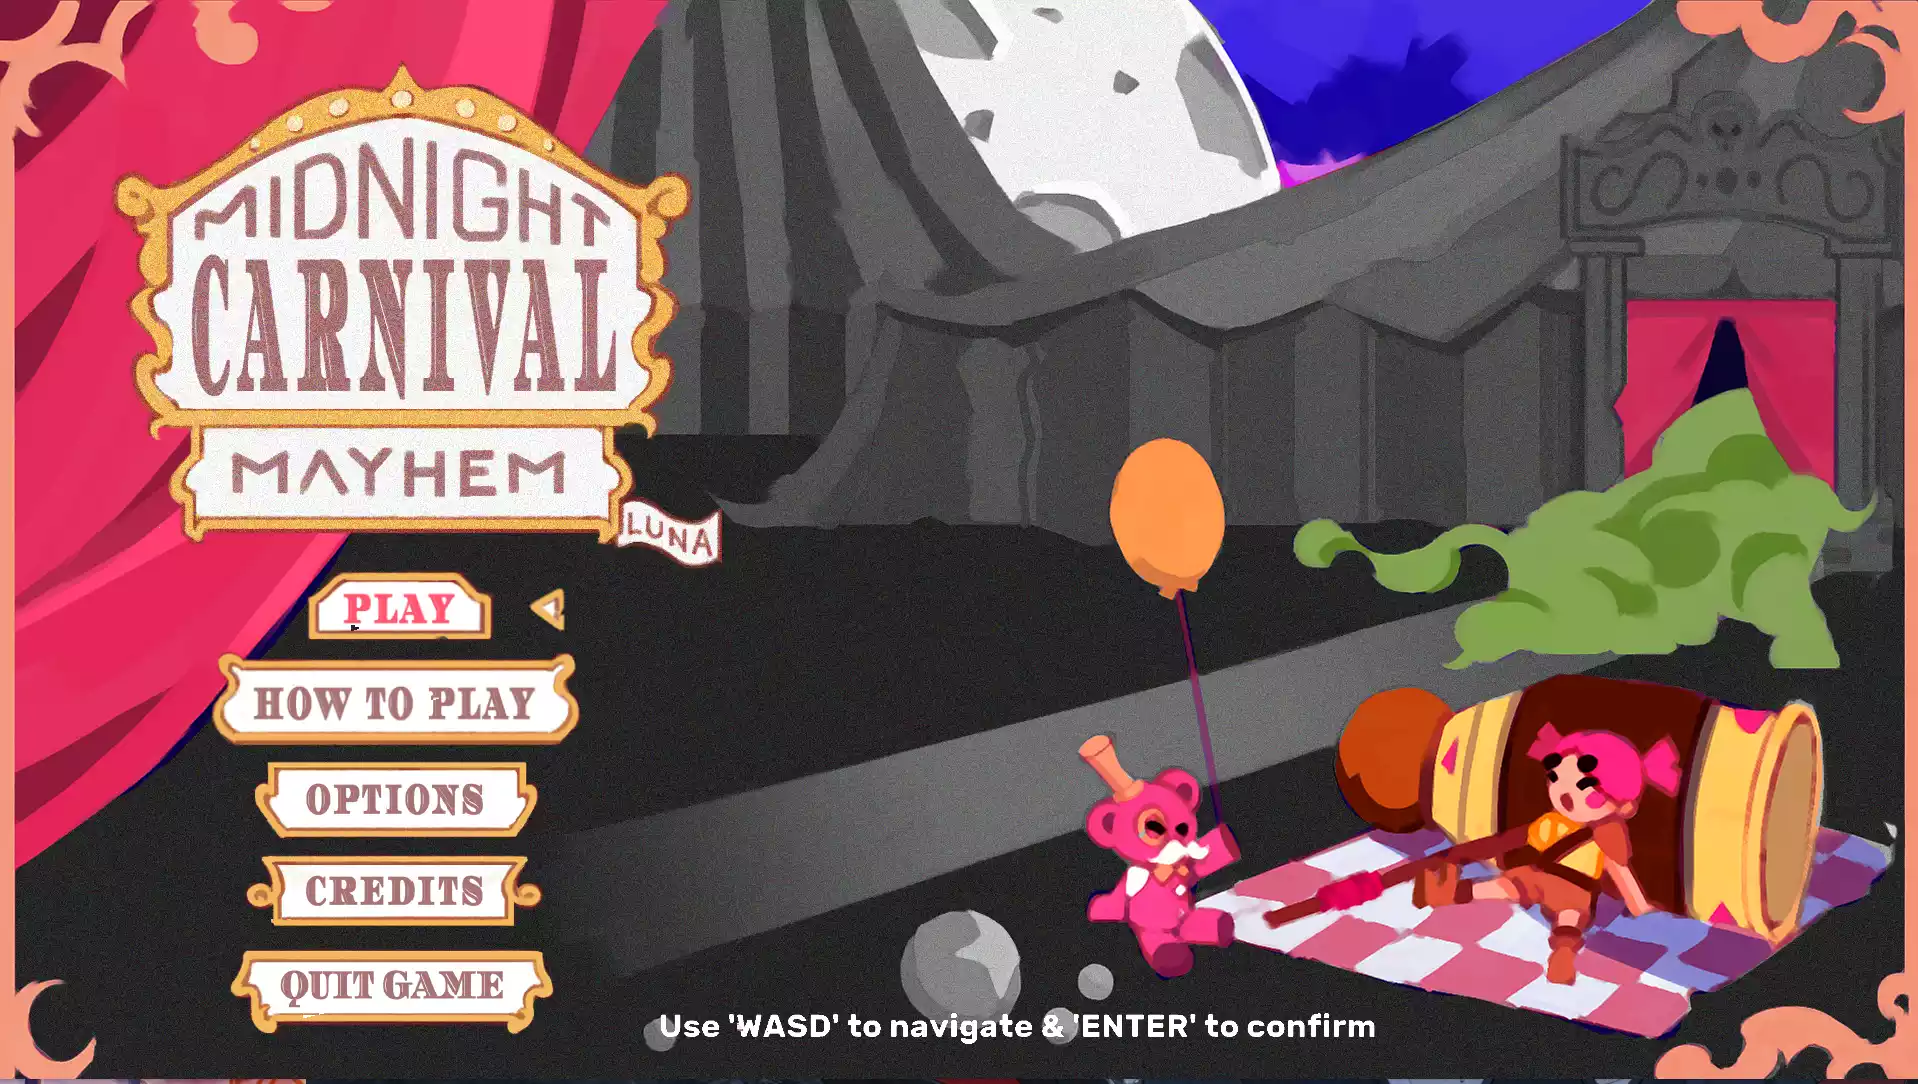 MIDNIGHT
CARNIVAL
MAYHEM
LUNA
PLAY
HOW TO PLAY
OPTIONS
CREDITS
QUIT GAME
Use 'WASD' to navigate & 'ENTER' to confirm